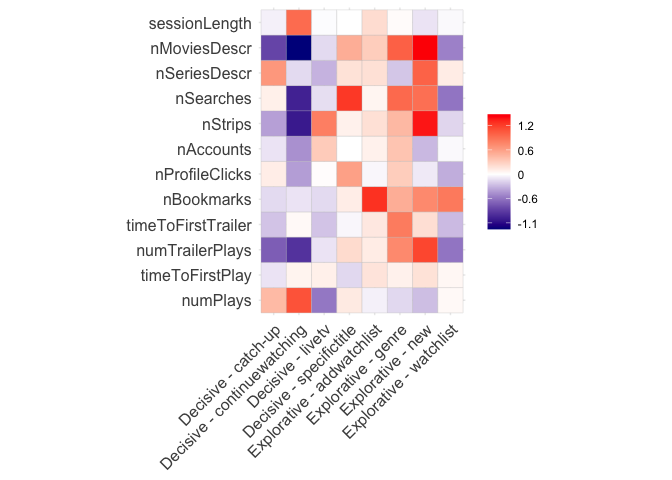 sessionLength
nMoviesDescr
nSeriesDescr
nSearches
nStrips
nAccounts
nProfileClicks
nBookmarks
timeToFirstTrailer
numTrailerPlays
timeToFirstPlay
numPlays
1.2
0.6
0
-0.6
-1.1
Decisive - catch-up
Decisive - continuewatching
Decisive - livetv
Decisive - specifictitle
Explorative - addwatchlist
Explorative - genre
Explorative - new
Explorative - watchlist